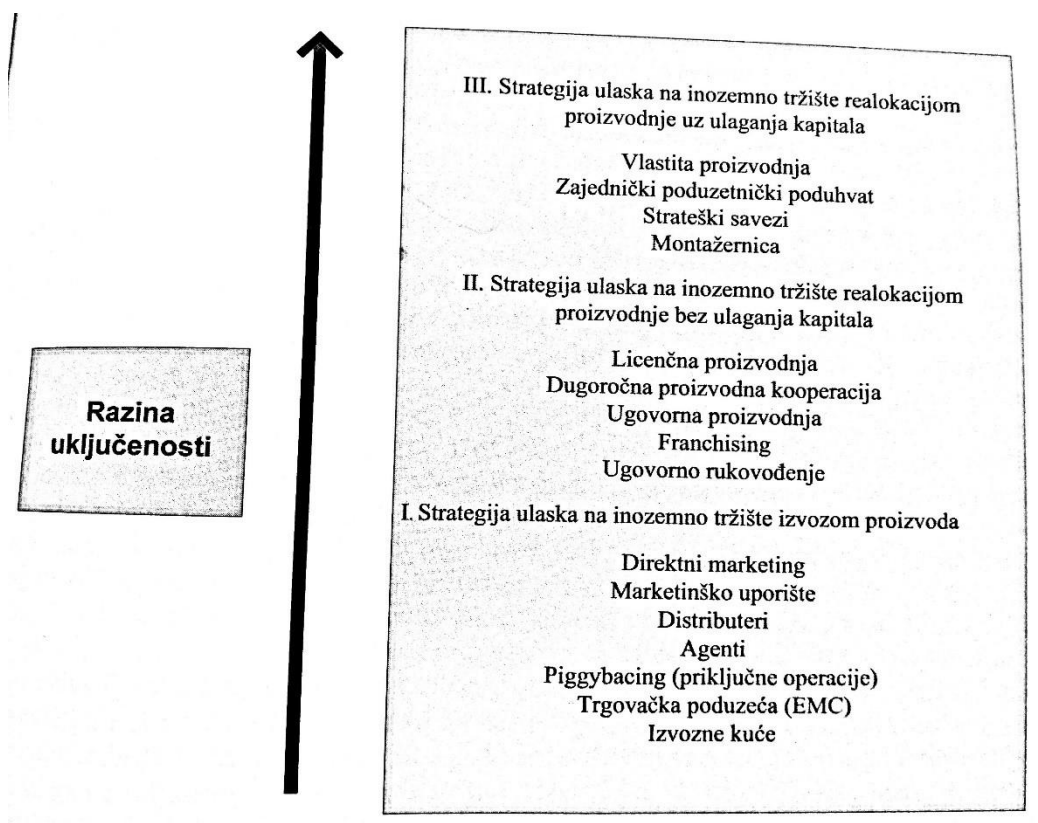 III. Strategija ulaska na inozemno tržište realokacijom
proizvodnje uz ulaganja kapitala
Vlastita proizvodnja
Zajednički poduzetnički poduhvat
Strateški savezi
Montažernica
II. Strategija ulaska na inozemno tržište realokacijom
proizvodnje bez ulaganja kapitala
Licenčna proizvodnja
Dugoročna proizvodna kooperacija
Ugovorna proizvodnja
Franchising
Ugovorno rukovođenje
I. Strategija ulaska na inozemno tržište izvozom proizvoda
Direktni marketing
Marketinško uporište
Distributeri
Agenti
Piggybacing (priključne operacije)
Trgovačka poduzeća (EMC)
Izvozne kuće
Razina
uključenosti